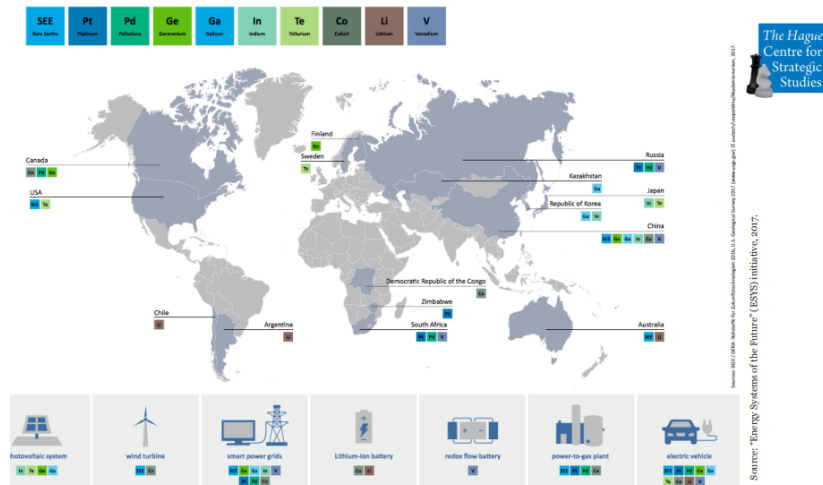 SEE Pt Pd Ge Ga In Te Co Li V
Rare Earths Platinum Palladium Germanium Gallium Indium Tellurium Cobalt Lithium Vanadium
The Hague
Centre for
Strategic
Studies
Finland
Ge
Sweden
Te
Canada
Co Pd Ge
USA
SEE Te
Russia
Pt Pd V
Kazakhstan
Ga
Japan
In Te
Republic of Korea
Ga In
China
SEE Ge Ga In Co V
Democratic Republic of the Congo
Co
Zimbabwe
Pt
Chile
Li
Argentina
Li
South Africa
Pt Pd V
Australia
SEE Li
hotovoltaic system
In Te Ge Ga
wind turbine
SEE Co
smart power grids
SEE Ge Ga In V
Pt Pd Co
Lithium-Ion battery
Co Li
redox flow battery
V
power-to-gas plant
SEE Pt Pd Co
electric vehicle
SEE Pt Pd Ge Ga In
Te Co Li V
Source: "Energy Systems of the Future" (ESYS) initiative, 2017.